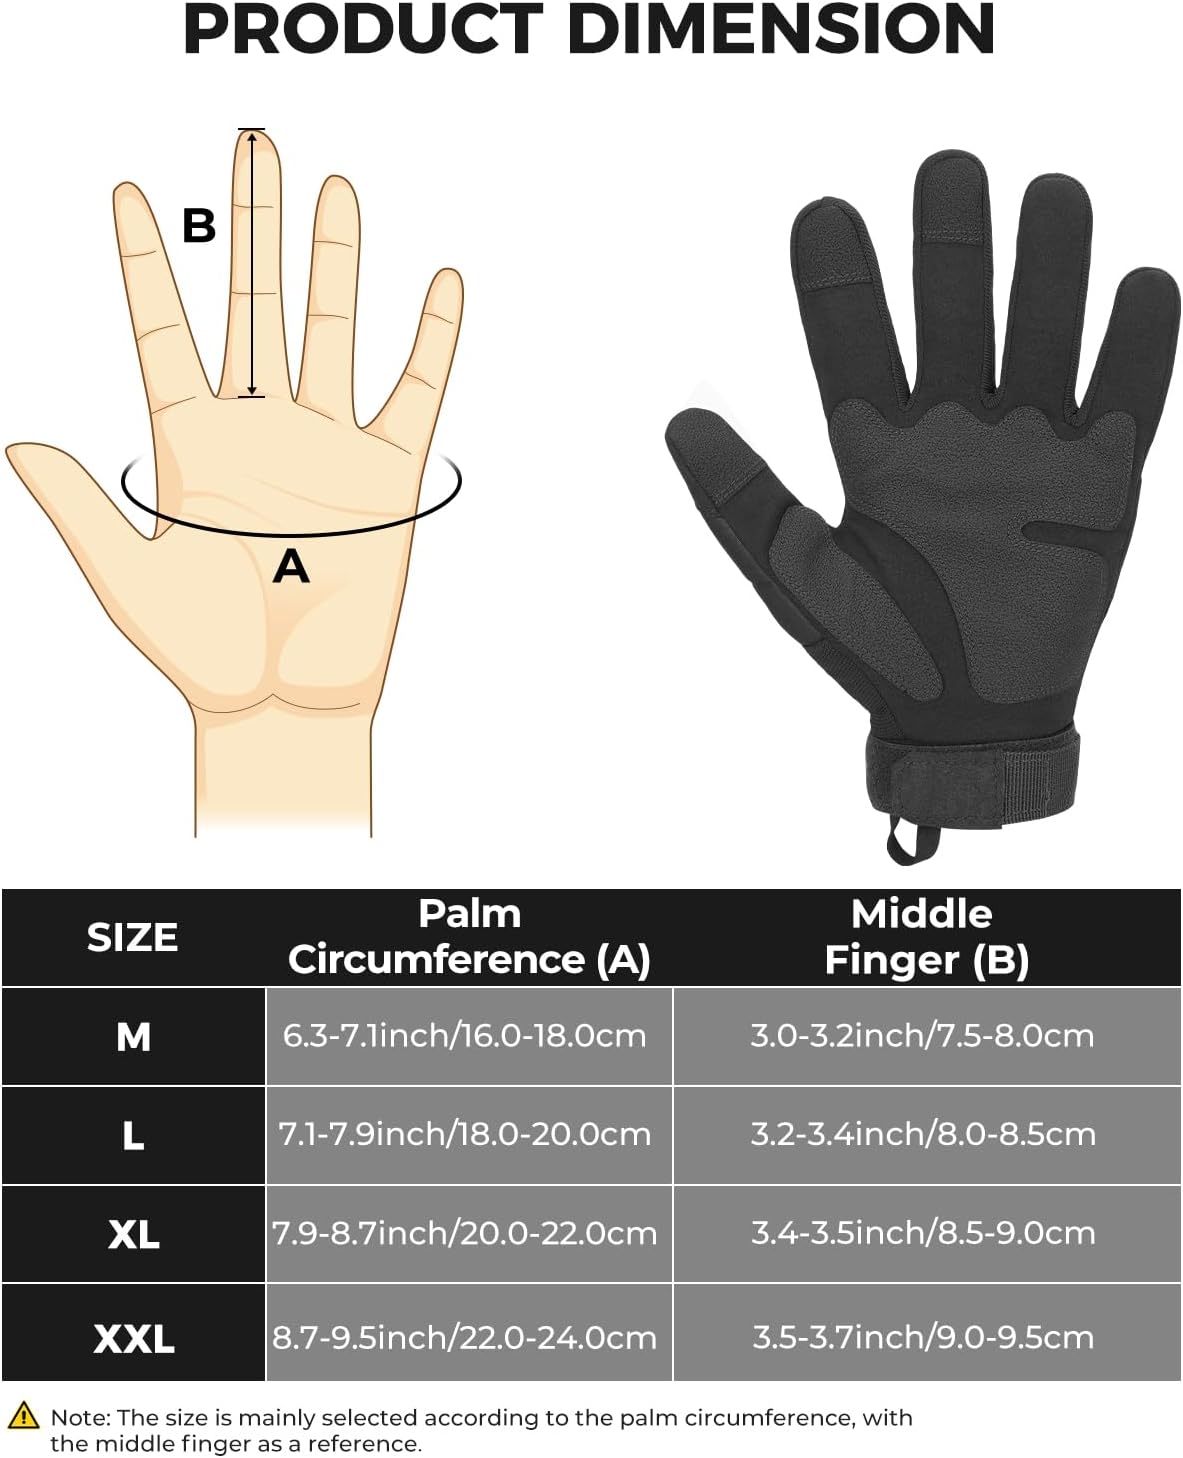 PRODUCT DIMENSION
B
A
SIZE
Palm
Circumference (A)
Middle
Finger (B)
M
6.3-7.1inch/16.0-18.0cm
3.0-3.2inch/7.5-8.0cm
L
7.1-7.9inch/18.0-20.0cm
3.2-3.4inch/8.0-8.5cm
XL
7.9-8.7inch/20.0-22.0cm
3.4-3.5inch/8.5-9.0cm
XXL
8.7-9.5inch/22.0-24.0cm
3.5-3.7inch/9.0-9.5cm
Note: The size is mainly selected according to the palm circumference, with
the middle finger as a reference.